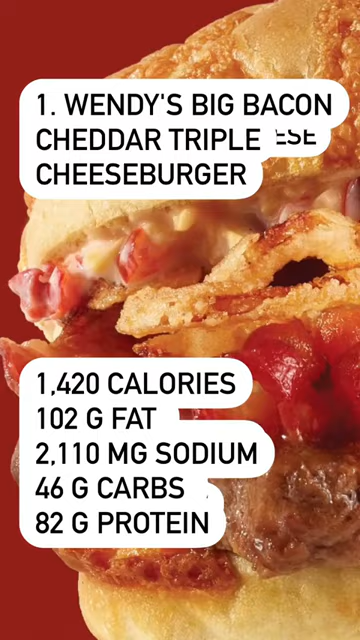 1. WENDY'S BIG BACON
CHEDDAR TRIPLE ESE
CHEESEBURGER
1,420 CALORIES
102 G FAT
2,110 MG SODIUM
46 G CARBS
82 G PROTEIN